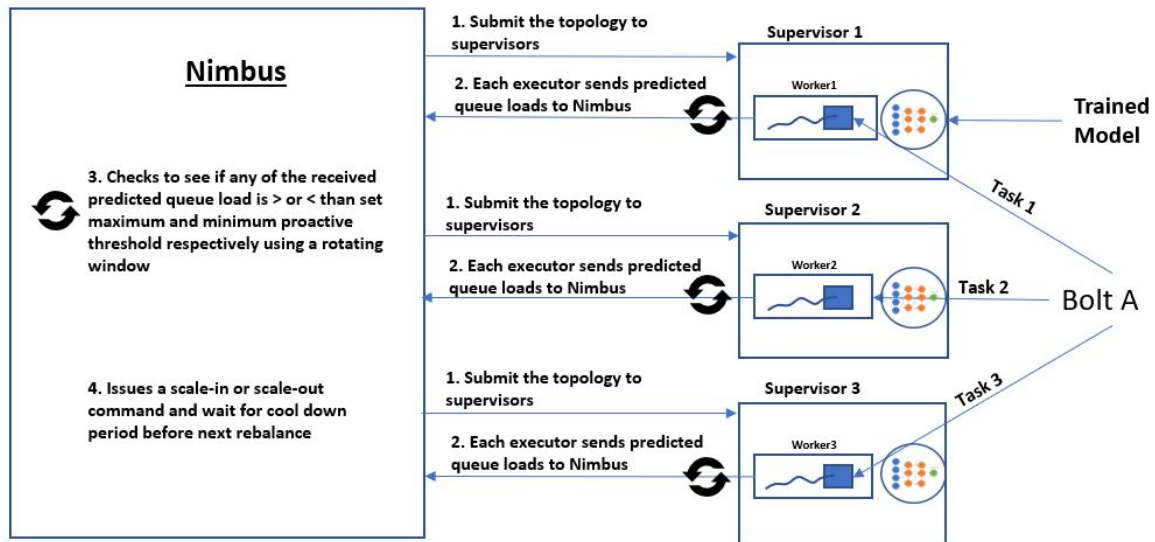 Nimbus
3. Checks to see if any of the received
predicted queue load is > or < than set
maximum and minimum proactive
threshold respectively using a rotating
window
4. Issues a scale-in or scale-out
command and wait for cool down
period before next rebalance
1. Submit the topology to
supervisors
2. Each executor sends predicted
queue loads to Nimbus
Supervisor 1
Worker1
Trained
Model
Task 1
1. Submit the topology to
supervisors
2. Each executor sends predicted
queue loads to Nimbus
Supervisor 2
Worker2
Task 2
Bolt A
1. Submit the topology to
supervisors
2. Each executor sends predicted
queue loads to Nimbus
Supervisor 3
Worker3
Task 3